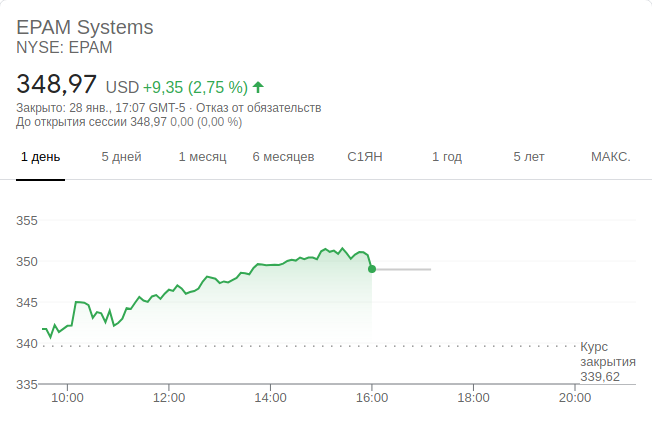 EPAM Systems
NYSE: EPAM
348,97 USD +9,35 (2,75 %)
Закрыто: 28 янв., 17:07 GMT-5 · Отказ от обязательств
До открытия сессии 348,97 0,00 (0,00 %)
1 день 5 дней 1 месяц 6 месяцев С1ЯН 1 год 5 лет МАКС.
355
350
345
340
335
Курс
закрытия
339,62
10:00 12:00 14:00 16:00 18:00 20:00